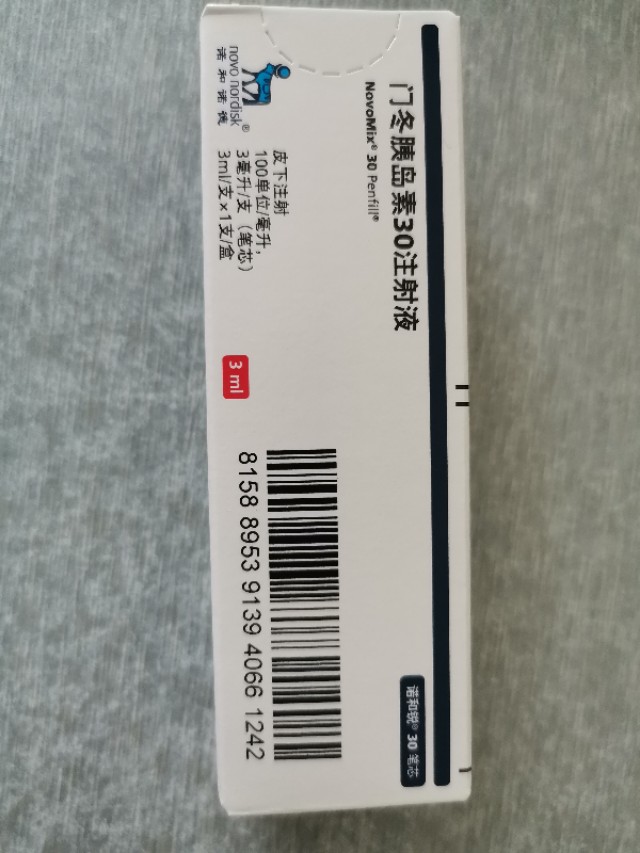 门冬胰岛素30注射液
NovoMix® 30 Penfill®
皮下注射
100单位/毫升,
3毫升/支（笔芯）
3ml/支×1支/盒
novo nordisk®
诺和诺德
3 ml
8158 8953 9139 4066 1242
诺和锐® 30 笔芯